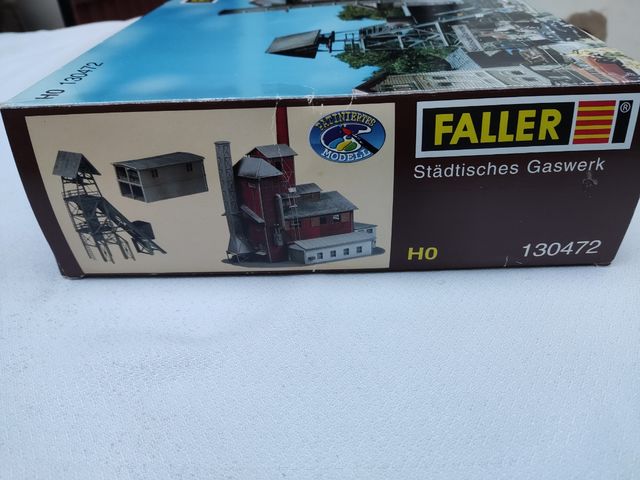 H0 130472
PATINIERTES
MODELL
FALLER®
Städtisches Gaswerk
H0
130472